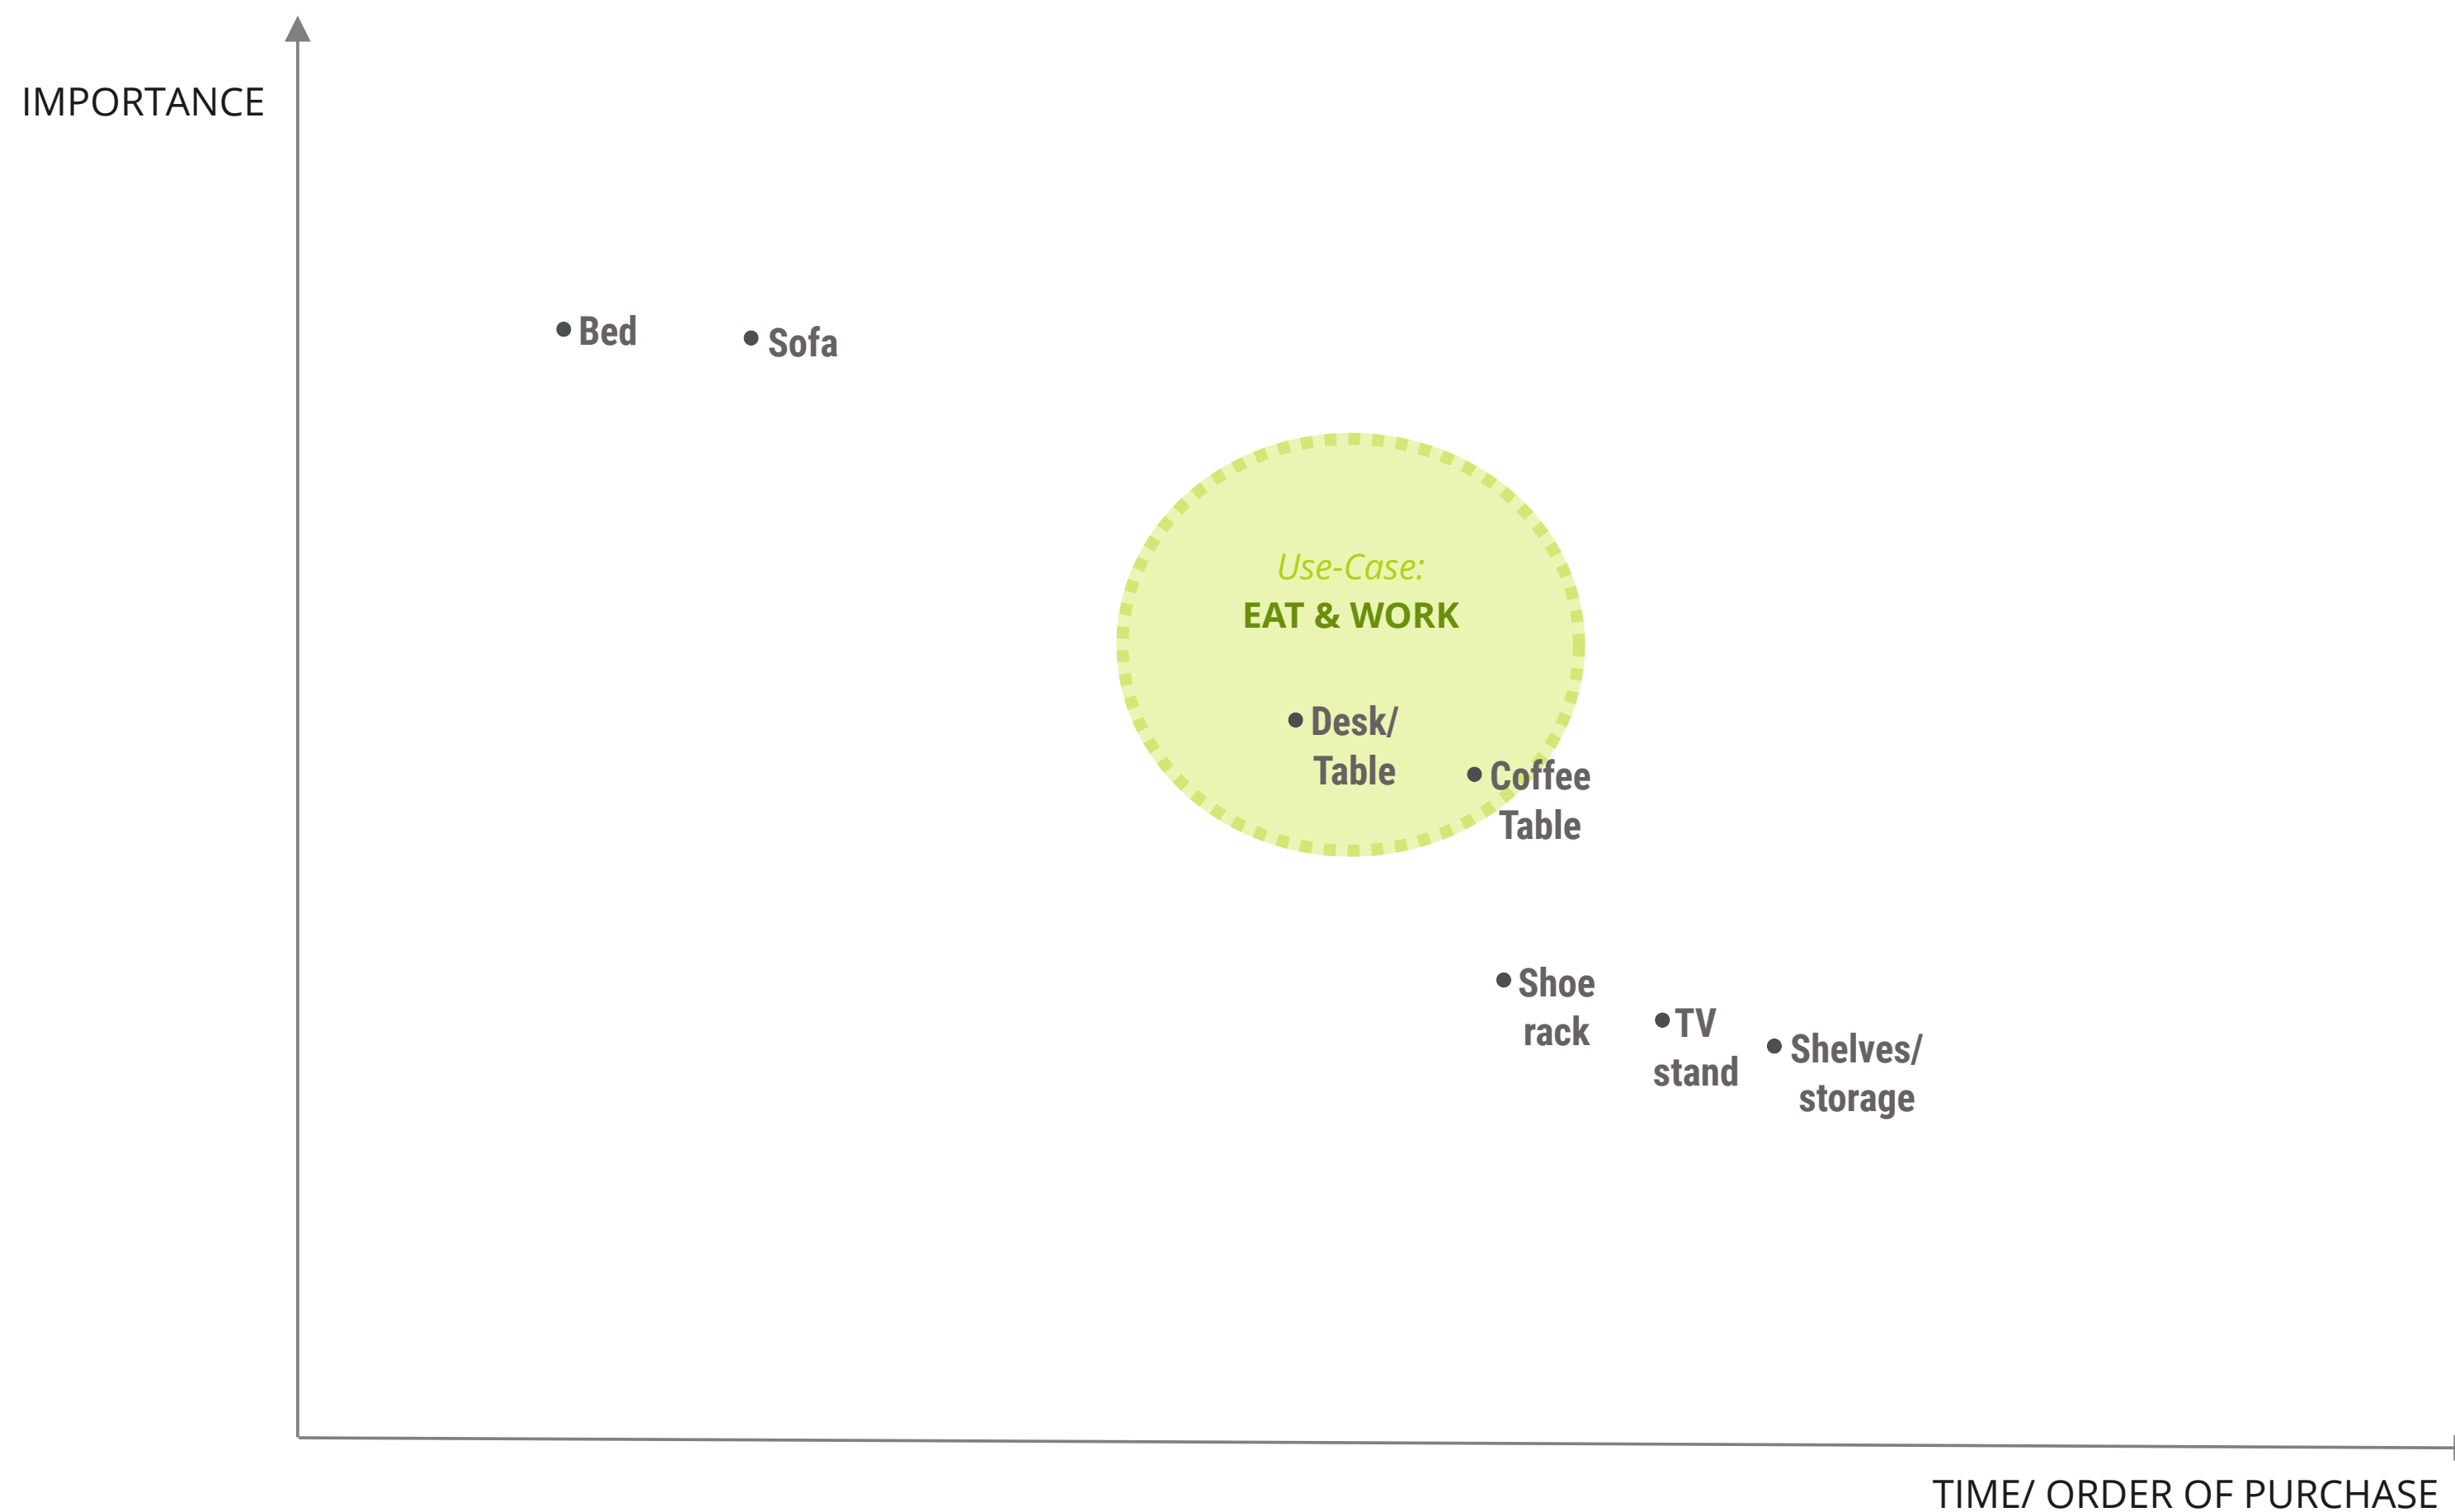 IMPORTANCE
Bed
Sofa
Use-Case:
EAT & WORK
Desk/
Table
Coffee
Table
Shoe
rack
TV
stand
Shelves/
storage
TIME/ ORDER OF PURCHASE